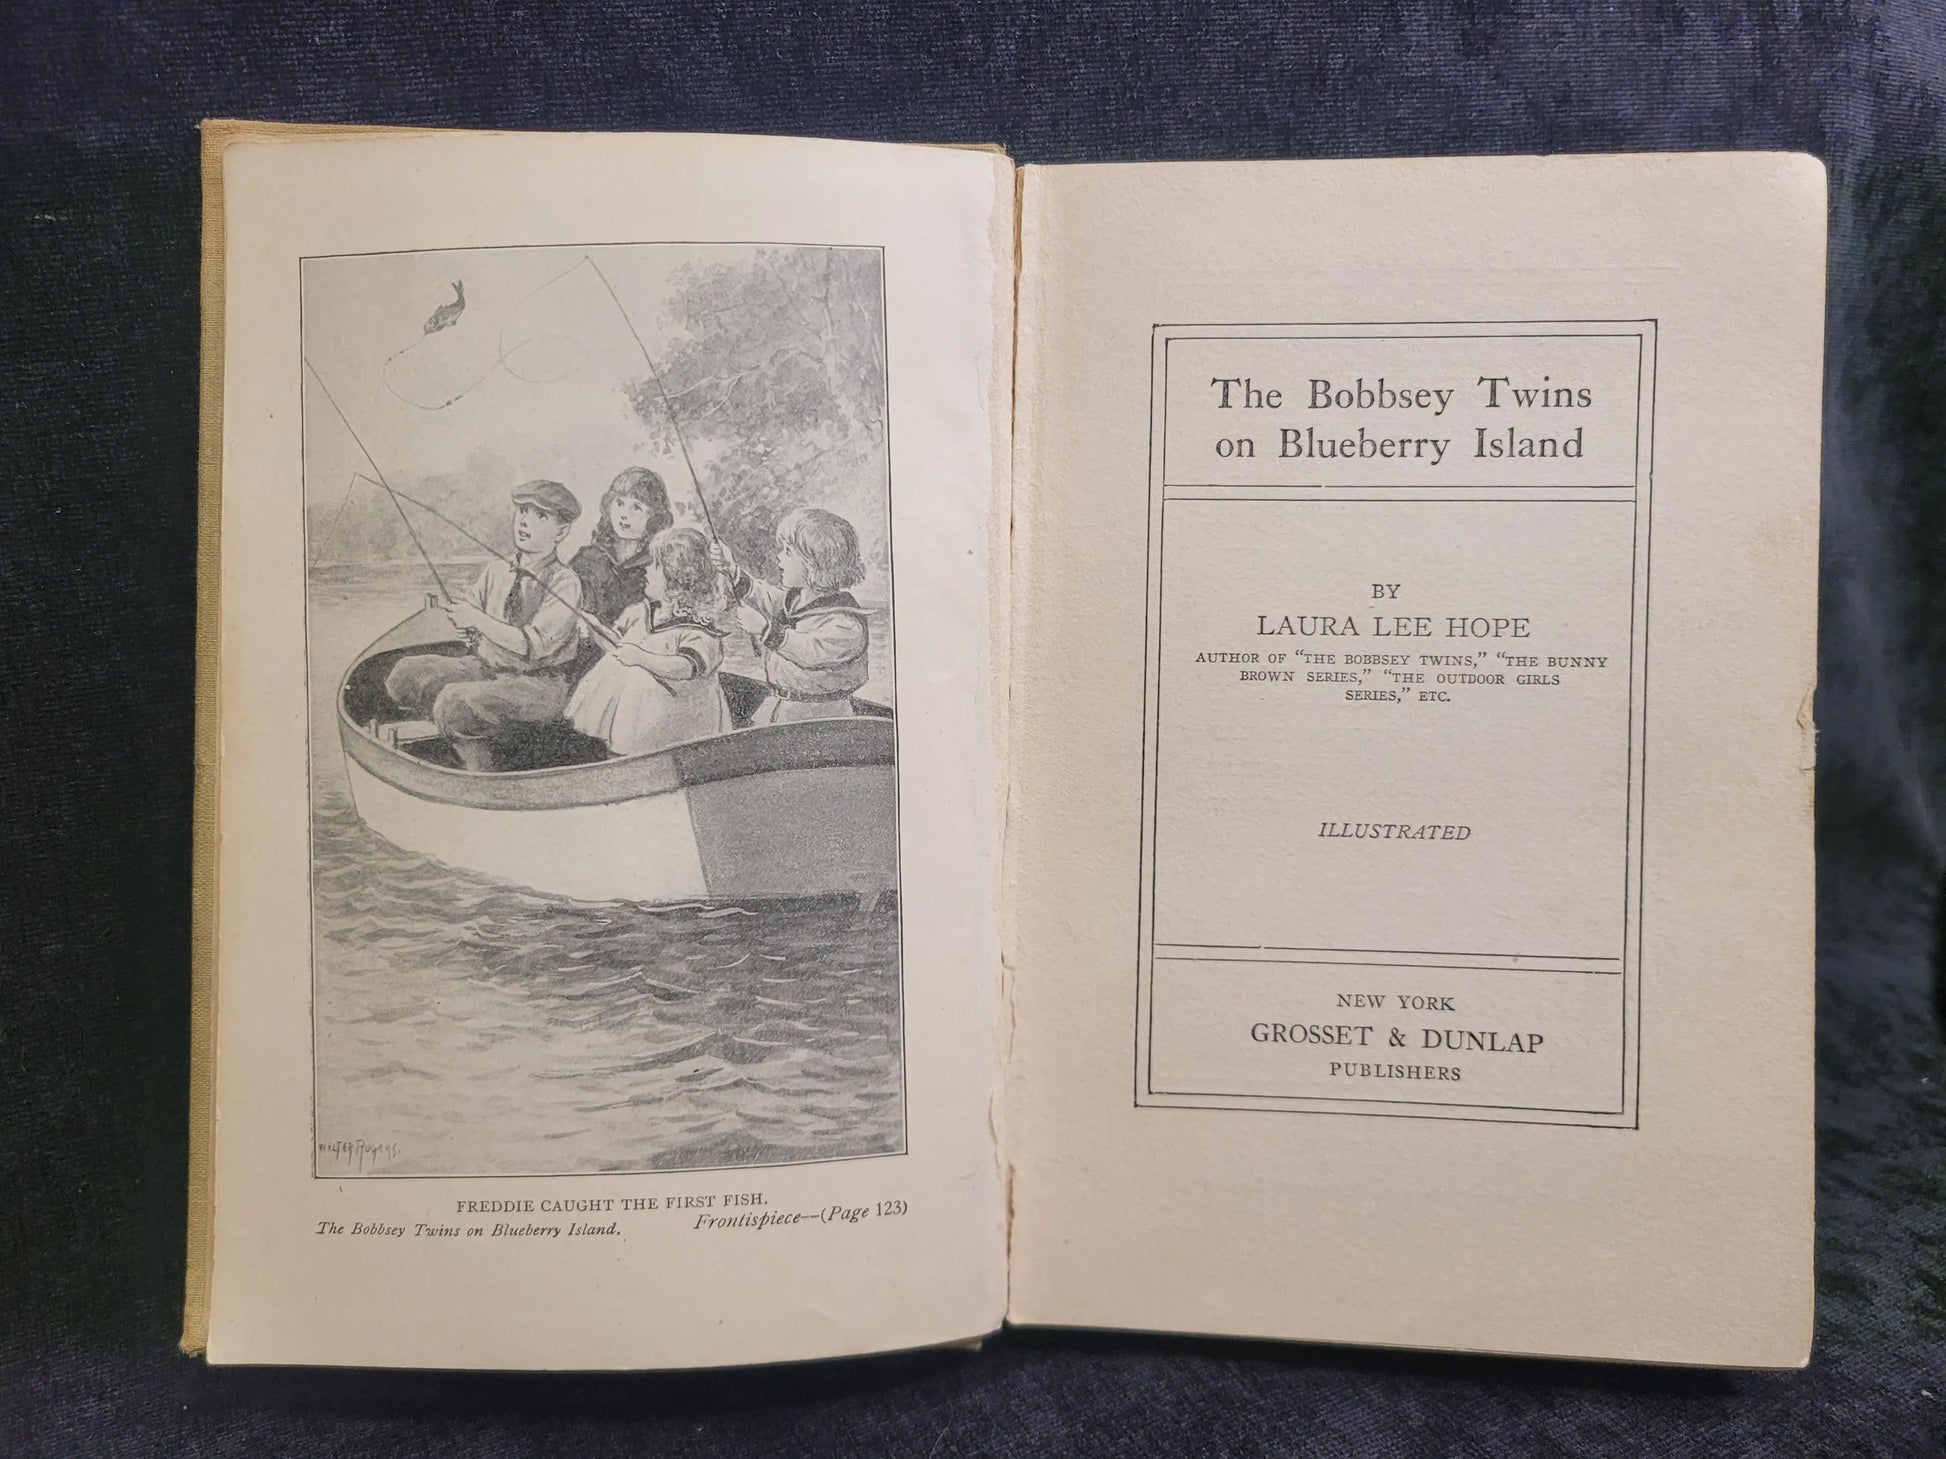 WALTER ROGERS.
FREDDIE CAUGHT THE FIRST FISH.
The Bobbsey Twins on Blueberry Island. Frontispiece--(Page 123)
The Bobbsey Twins
on Blueberry Island
BY
LAURA LEE HOPE
AUTHOR OF "THE BOBBSEY TWINS," "THE BUNNY
BROWN SERIES," "THE OUTDOOR GIRLS
SERIES," ETC.
ILLUSTRATED
NEW YORK
GROSSET & DUNLAP
PUBLISHERS